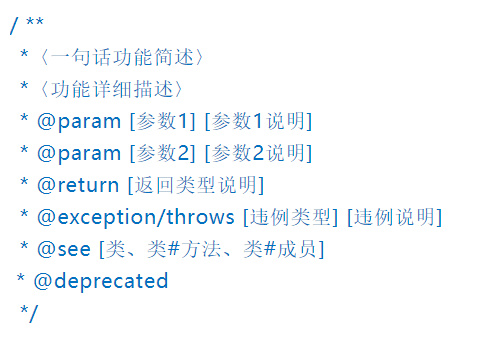 / **
*〈一句话功能简述〉
*〈功能详细描述〉
* @param [参数1] [参数1说明]
* @param [参数2] [参数2说明]
* @return [返回类型说明]
* @exception/throws [违例类型] [违例说明]
* @see [类、类#方法、类#成员]
* @deprecated
*/